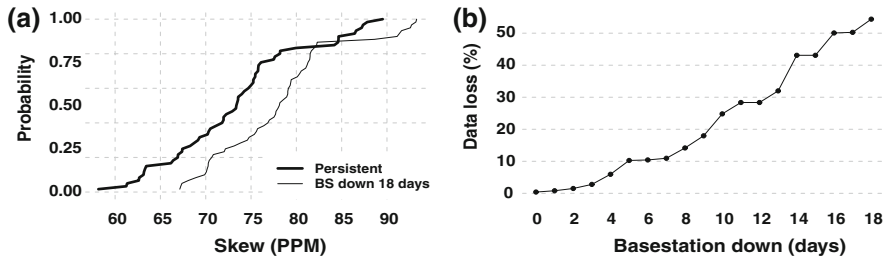 (a)
1.00
0.75
0.50
0.25
0.00
Probability
Persistent
BS down 18 days
60 65 70 75 80 85 90
Skew (PPM)
(b)
50
40
30
20
10
0
Data loss (%)
0 2 4 6 8 10 12 14 16 18
Basestation down (days)